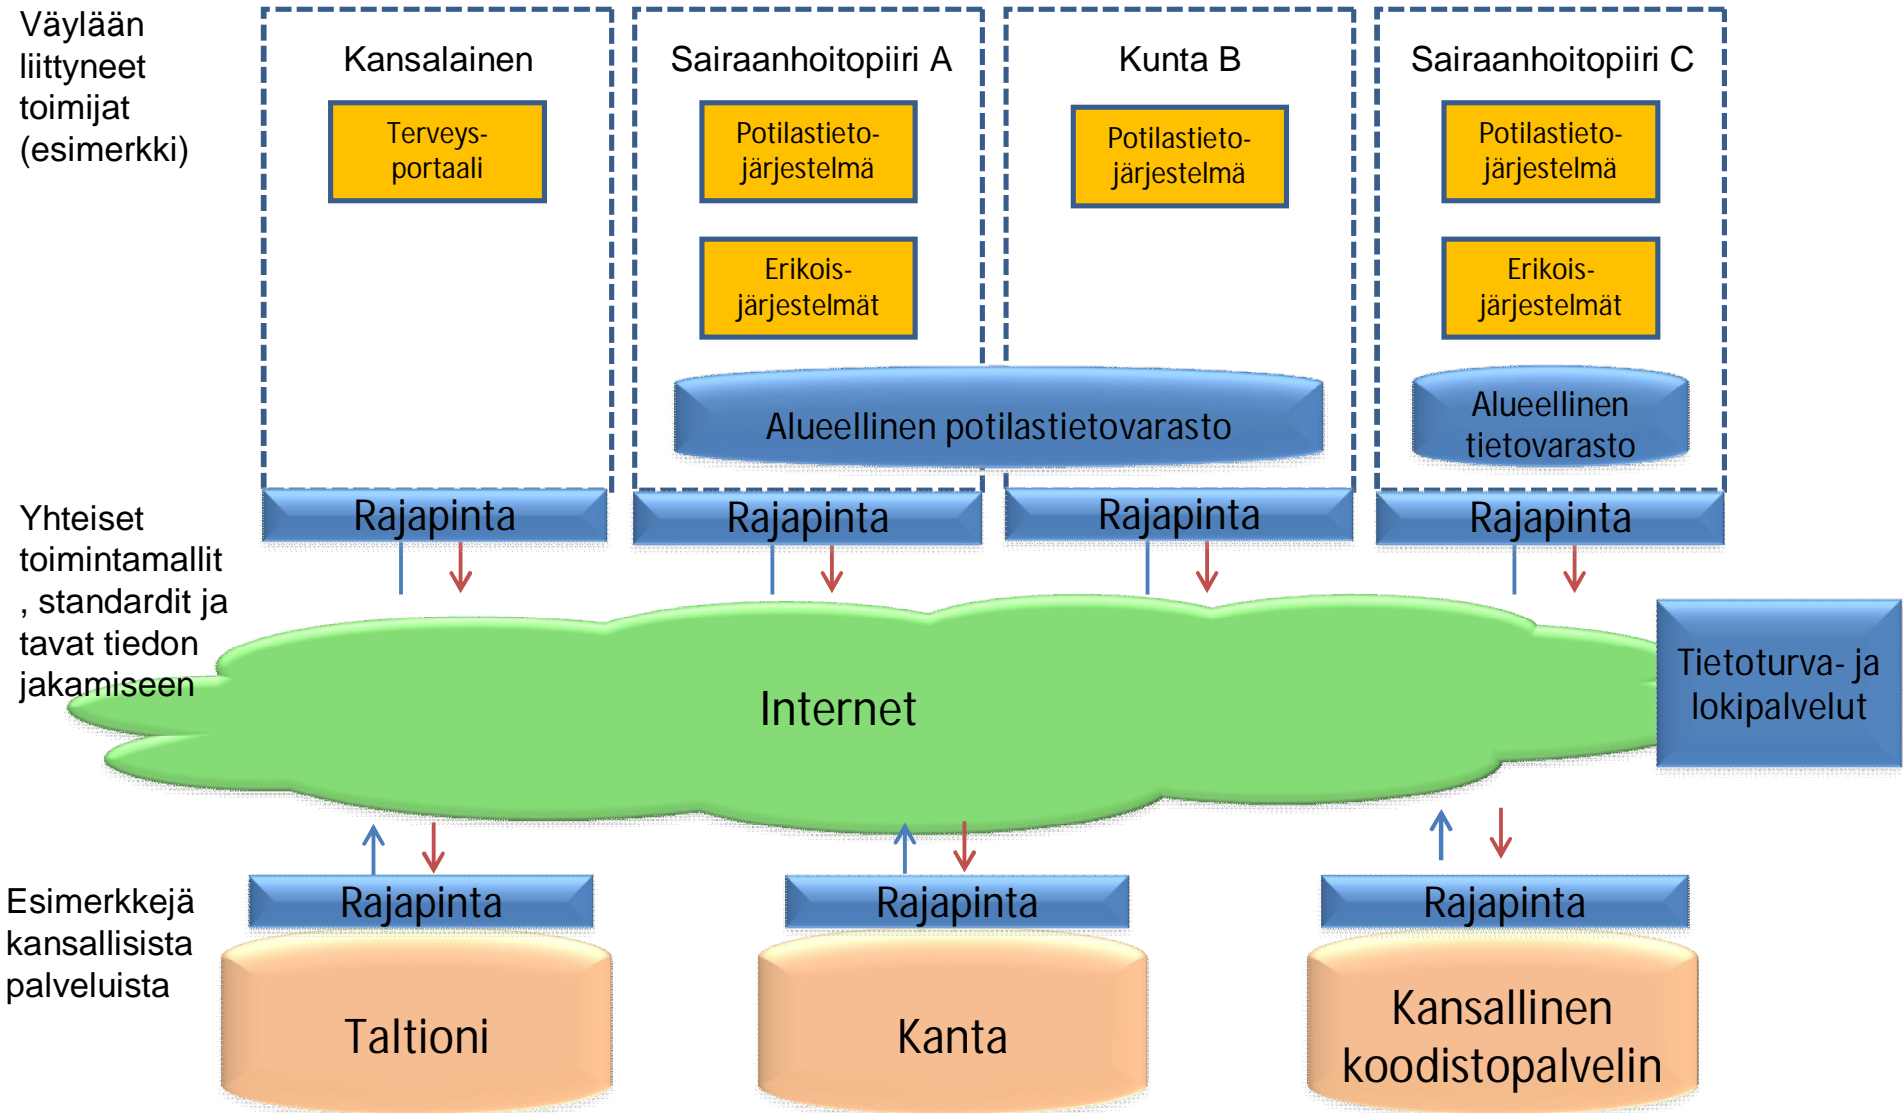 Väylään
liittyneet
toimijat
(esimerkki)
Kansalainen
Terveys-
portaali
Sairaanhoitopiiri A
Potilastieto-
järjestelmä
Erikois-
järjestelmät
Kunta B
Potilastieto-
järjestelmä
Sairaanhoitopiiri C
Potilastieto-
järjestelmä
Erikois-
järjestelmät
Alueellinen potilastietovarasto
Alueellinen
tietovarasto
Rajapinta
Rajapinta
Rajapinta
Rajapinta
Yhteiset
toimintamallit
, standardit ja
tavat tiedon
jakamiseen
Internet
Tietoturva- ja
lokipalvelut
Esimerkkejä
kansallisista
palveluista
Rajapinta
Rajapinta
Rajapinta
Taltioni
Kanta
Kansallinen
koodistopalvelin